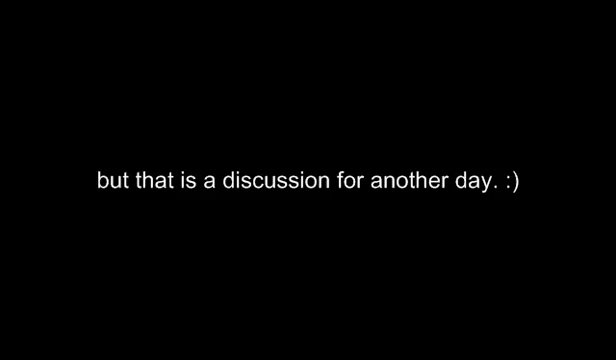 but that is a discussion for another day. :)